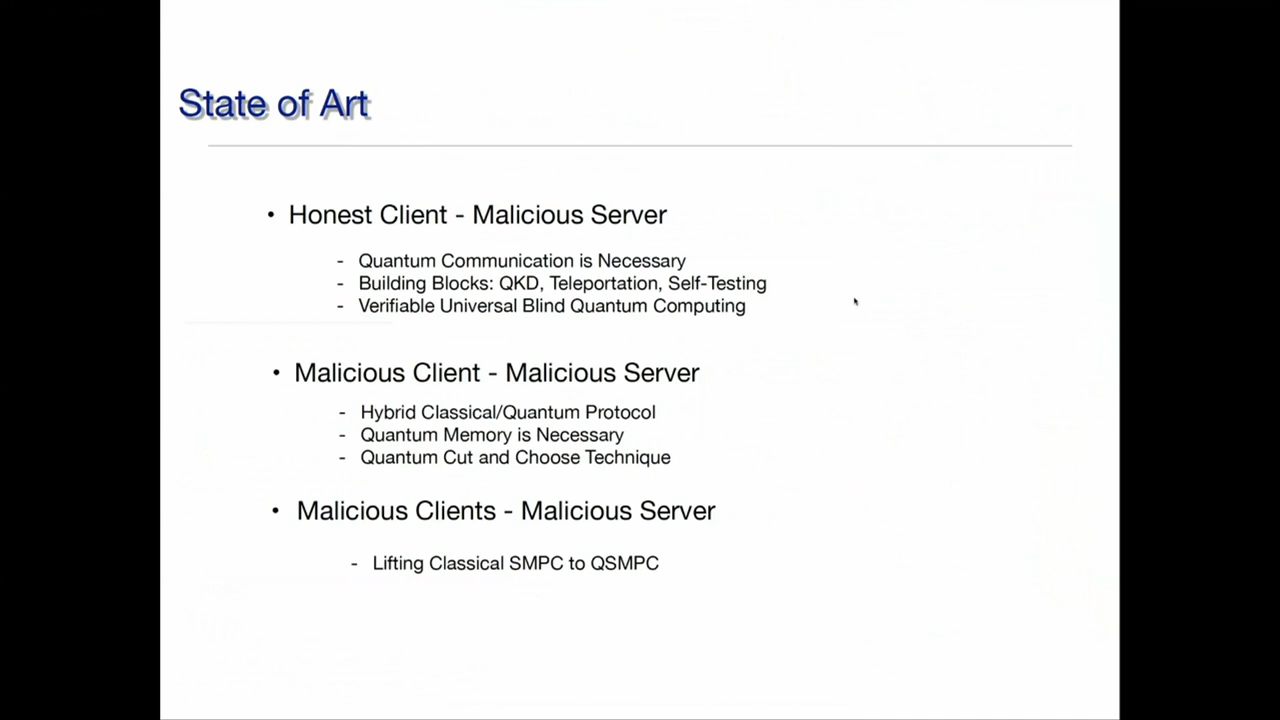 State of Art
• Honest Client - Malicious Server
- Quantum Communication is Necessary
- Building Blocks: QKD, Teleportation, Self-Testing
- Verifiable Universal Blind Quantum Computing
• Malicious Client - Malicious Server
- Hybrid Classical/Quantum Protocol
- Quantum Memory is Necessary
- Quantum Cut and Choose Technique
• Malicious Clients - Malicious Server
- Lifting Classical SMPC to QSMPC